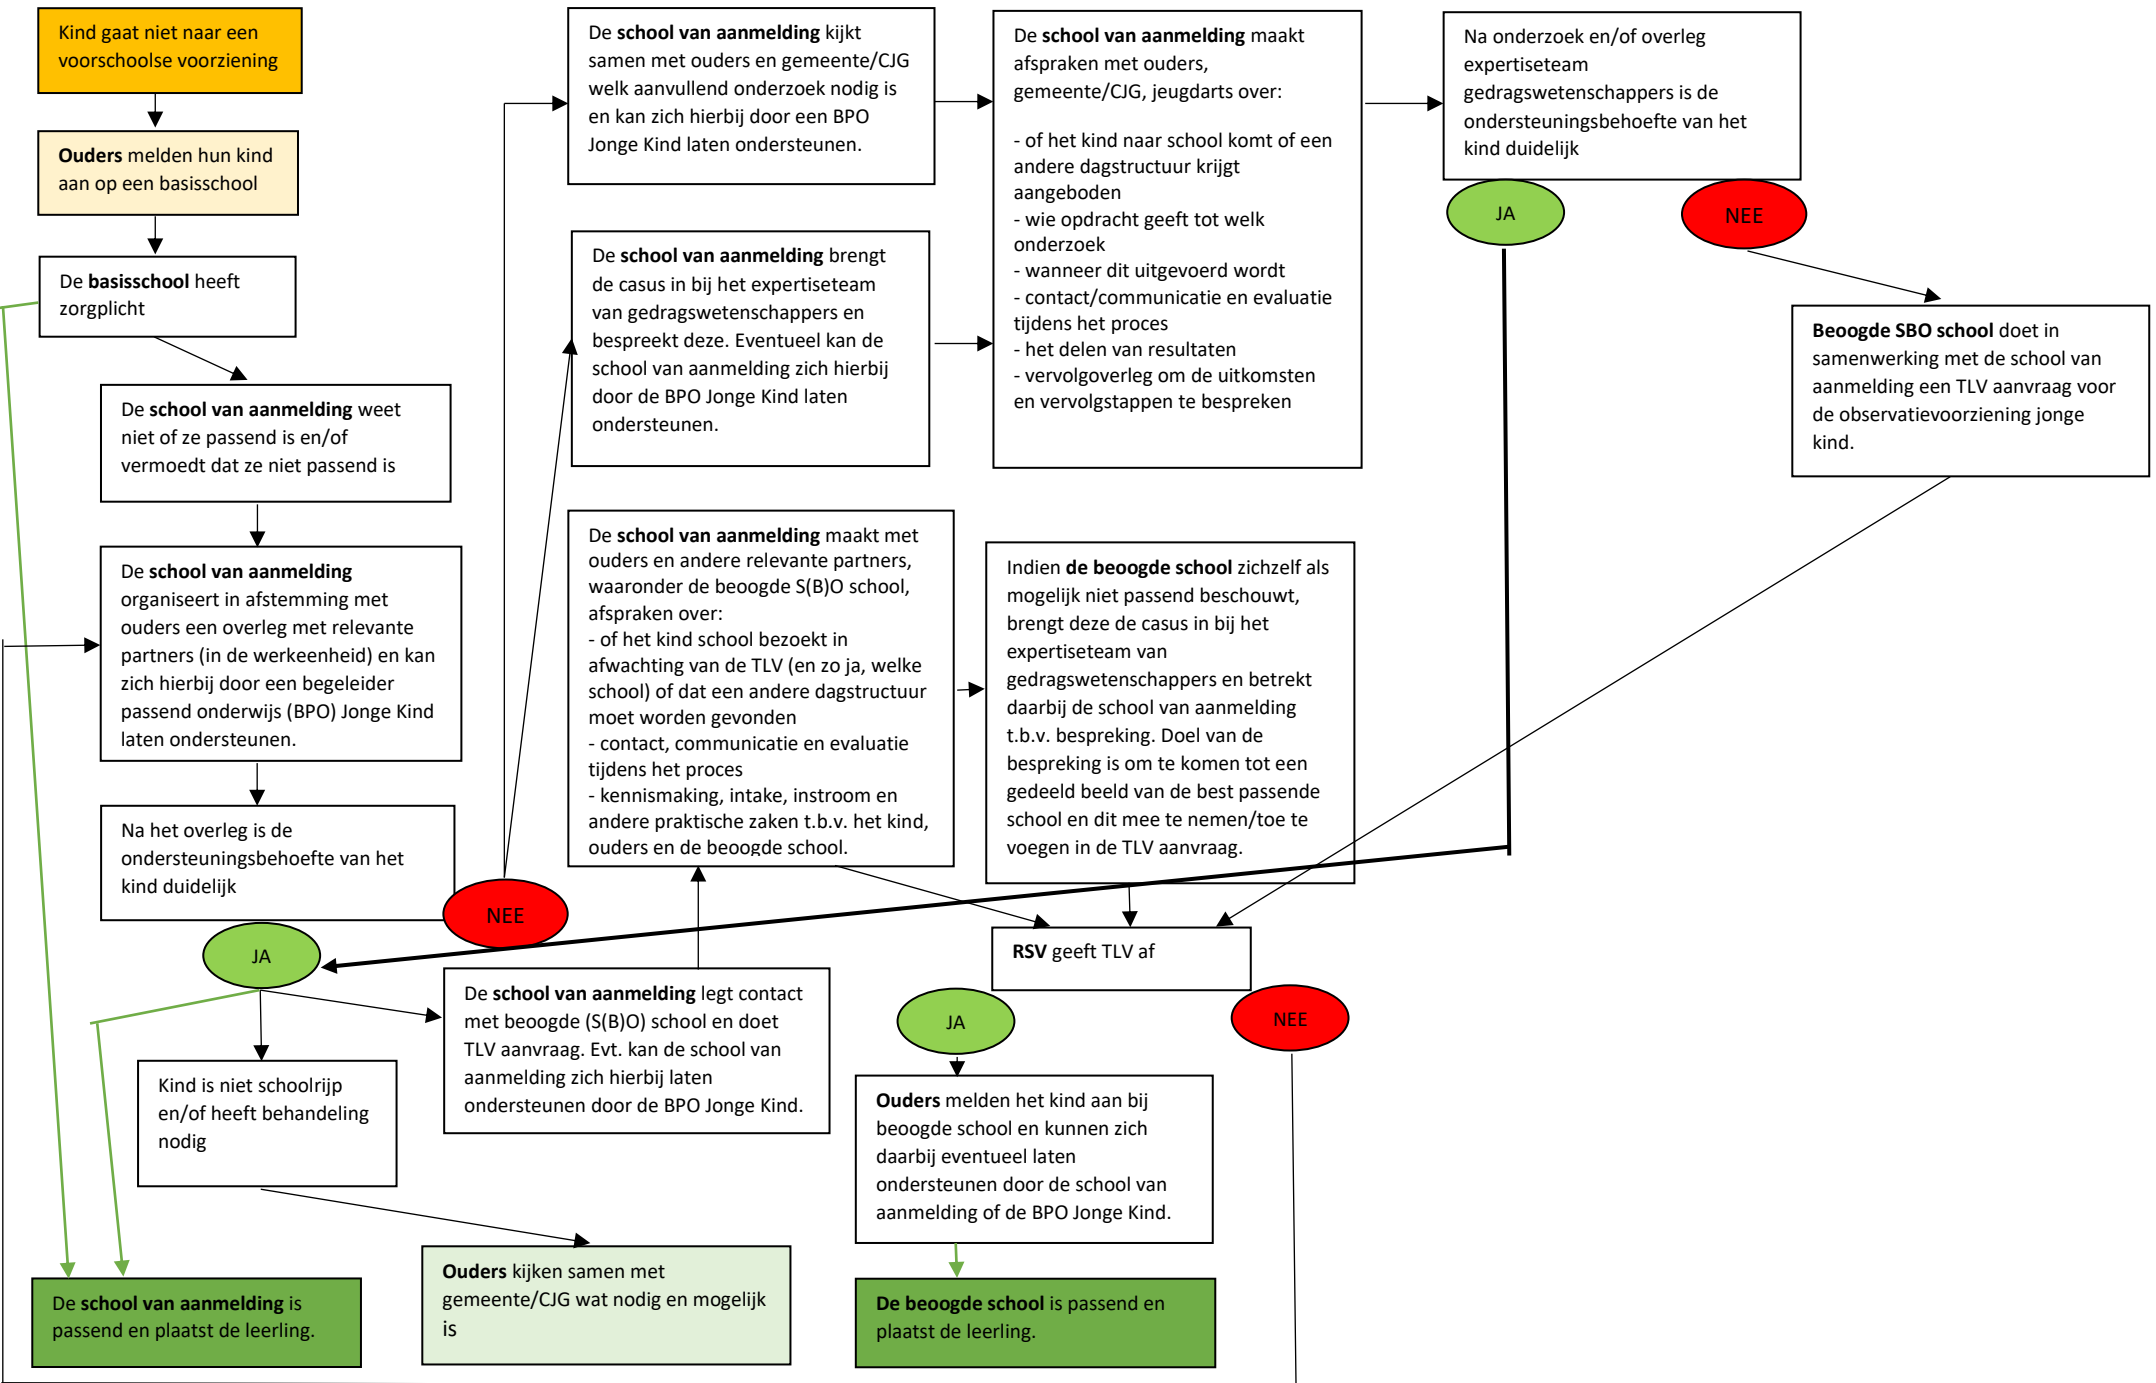 Kind gaat niet naar een
voorschoolse voorziening
Ouders melden hun kind
aan op een basisschool
De basisschool heeft
zorgplicht
De school van aanmelding weet
niet of ze passend is en/of
vermoedt dat ze niet passend is
De school van aanmelding
organiseert in afstemming met
ouders een overleg met relevante
partners (in de werkeenheid) en kan
zich hierbij door een begeleider
passend onderwijs (BPO) Jonge Kind
laten ondersteunen.
Na het overleg is de
ondersteuningsbehoefte van het
kind duidelijk
NEE
JA
Kind is niet schoolrijp
en/of heeft behandeling
nodig
De school van aanmelding is
passend en plaatst de leerling.
Ouders kijken samen met
gemeente/CJG wat nodig en mogelijk
is
De school van aanmelding legt contact
met beoogde (S(B)O) school en doet
TLV aanvraag. Evt. kan de school van
aanmelding zich hierbij laten
ondersteunen door de BPO Jonge Kind.
De school van aanmelding kijkt
samen met ouders en gemeente/CJG
welk aanvullend onderzoek nodig is
en kan zich hierbij door een BPO
Jonge Kind laten ondersteunen.
De school van aanmelding brengt
de casus in bij het expertiseteam
van gedragswetenschappers en
bespreekt deze. Eventueel kan de
school van aanmelding zich hierbij
door de BPO Jonge Kind laten
ondersteunen.
De school van aanmelding maakt met
ouders en andere relevante partners,
waaronder de beoogde S(B)O school,
afspraken over:
- of het kind school bezoekt in
afwachting van de TLV (en zo ja, welke
school) of dat een andere dagstructuur
moet worden gevonden
- contact, communicatie en evaluatie
tijdens het proces
- kennismaking, intake, instroom en
andere praktische zaken t.b.v. het kind,
ouders en de beoogde school.
De school van aanmelding maakt
afspraken met ouders,
gemeente/CJG, jeugdarts over:
- of het kind naar school komt of een
andere dagstructuur krijgt
aangeboden
- wie opdracht geeft tot welk
onderzoek
- wanneer dit uitgevoerd wordt
- contact/communicatie en evaluatie
tijdens het proces
- het delen van resultaten
- vervolgoverleg om de uitkomsten
en vervolgstappen te bespreken
Indien de beoogde school zichzelf als
mogelijk niet passend beschouwt,
brengt deze de casus in bij het
expertiseteam van
gedragswetenschappers en betrekt
daarbij de school van aanmelding
t.b.v. bespreking. Doel van de
bespreking is om te komen tot een
gedeeld beeld van de best passende
school en dit mee te nemen/toe te
voegen in de TLV aanvraag.
RSV geeft TLV af
JA
NEE
Ouders melden het kind aan bij
beoogde school en kunnen zich
daarbij eventueel laten
ondersteunen door de school van
aanmelding of de BPO Jonge Kind.
De beoogde school is passend en
plaatst de leerling.
Na onderzoek en/of overleg
expertiseteam
gedragswetenschappers is de
ondersteuningsbehoefte van het
kind duidelijk
JA
NEE
Beoogde SBO school doet in
samenwerking met de school van
aanmelding een TLV aanvraag voor
de observatievoorziening jonge
kind.